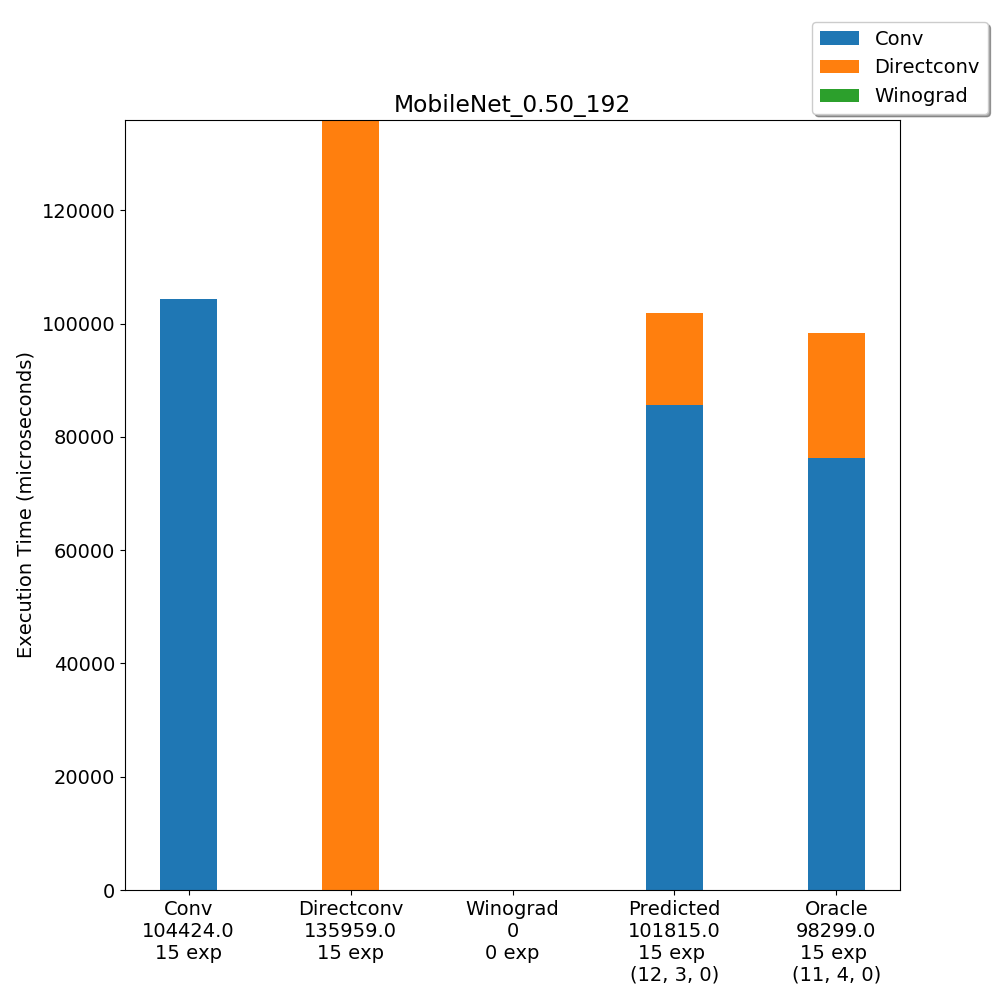 Conv
Directconv
Winograd
MobileNet_0.50_192
Execution Time (microseconds)
120000
100000
80000
60000
40000
20000
0
Conv Directconv Winograd Predicted Oracle
104424.0 135959.0 0 101815.0 98299.0
15 exp 15 exp 0 exp 15 exp 15 exp
(12, 3, 0) (11, 4, 0)